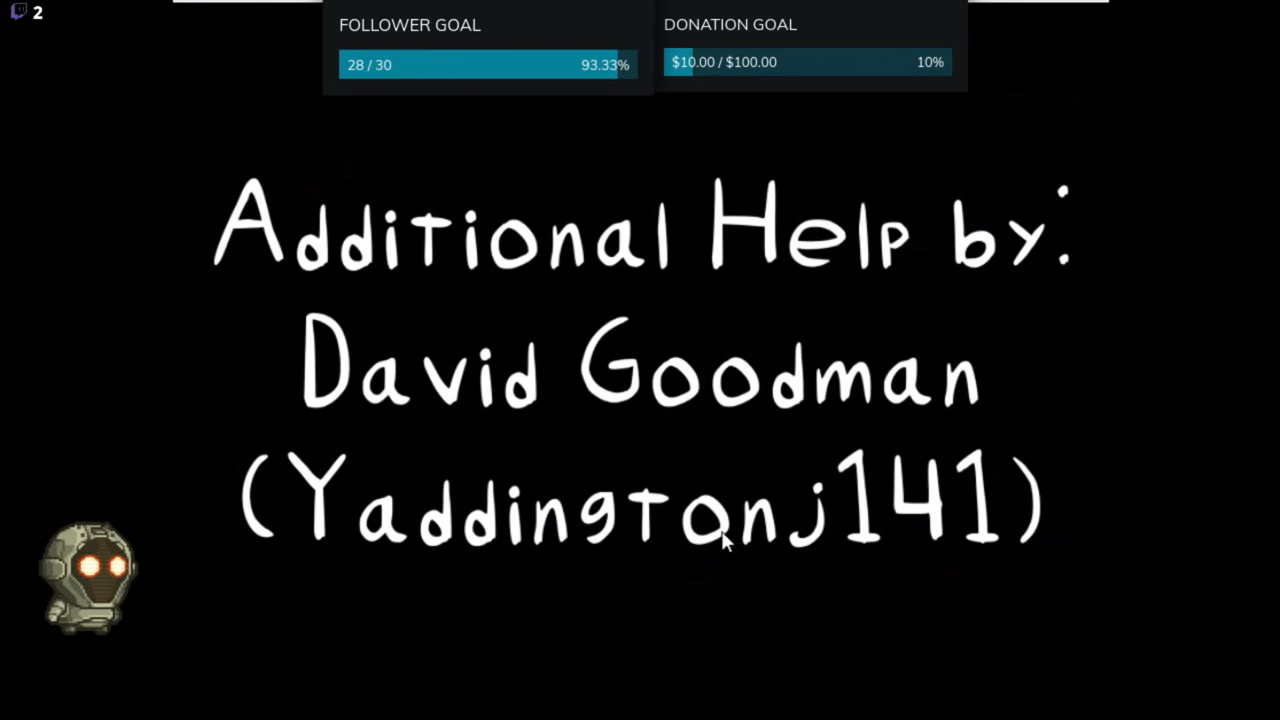 2
FOLLOWER GOAL
28 / 30 93.33%
DONATION GOAL
$10.00 / $100.00 10%
Additional Help by:
David Goodman
(Yaddingtonj141)